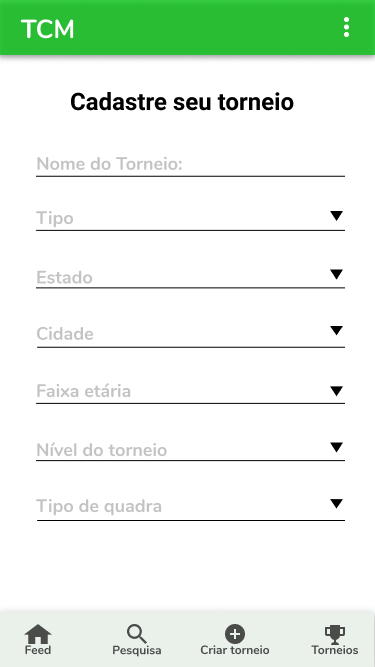 TCM
Cadastre seu torneio
Nome do Torneio:
Tipo
Estado
Cidade
Faixa etária
Nível do torneio
Tipo de quadra
Feed
Pesquisa
Criar torneio
Torneios